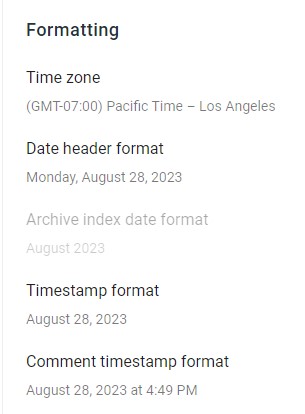 Formatting
Time zone
(GMT-07:00) Pacific Time – Los Angeles
Date header format
Monday, August 28, 2023
Archive index date format
August 2023
Timestamp format
August 28, 2023
Comment timestamp format
August 28, 2023 at 4:49 PM